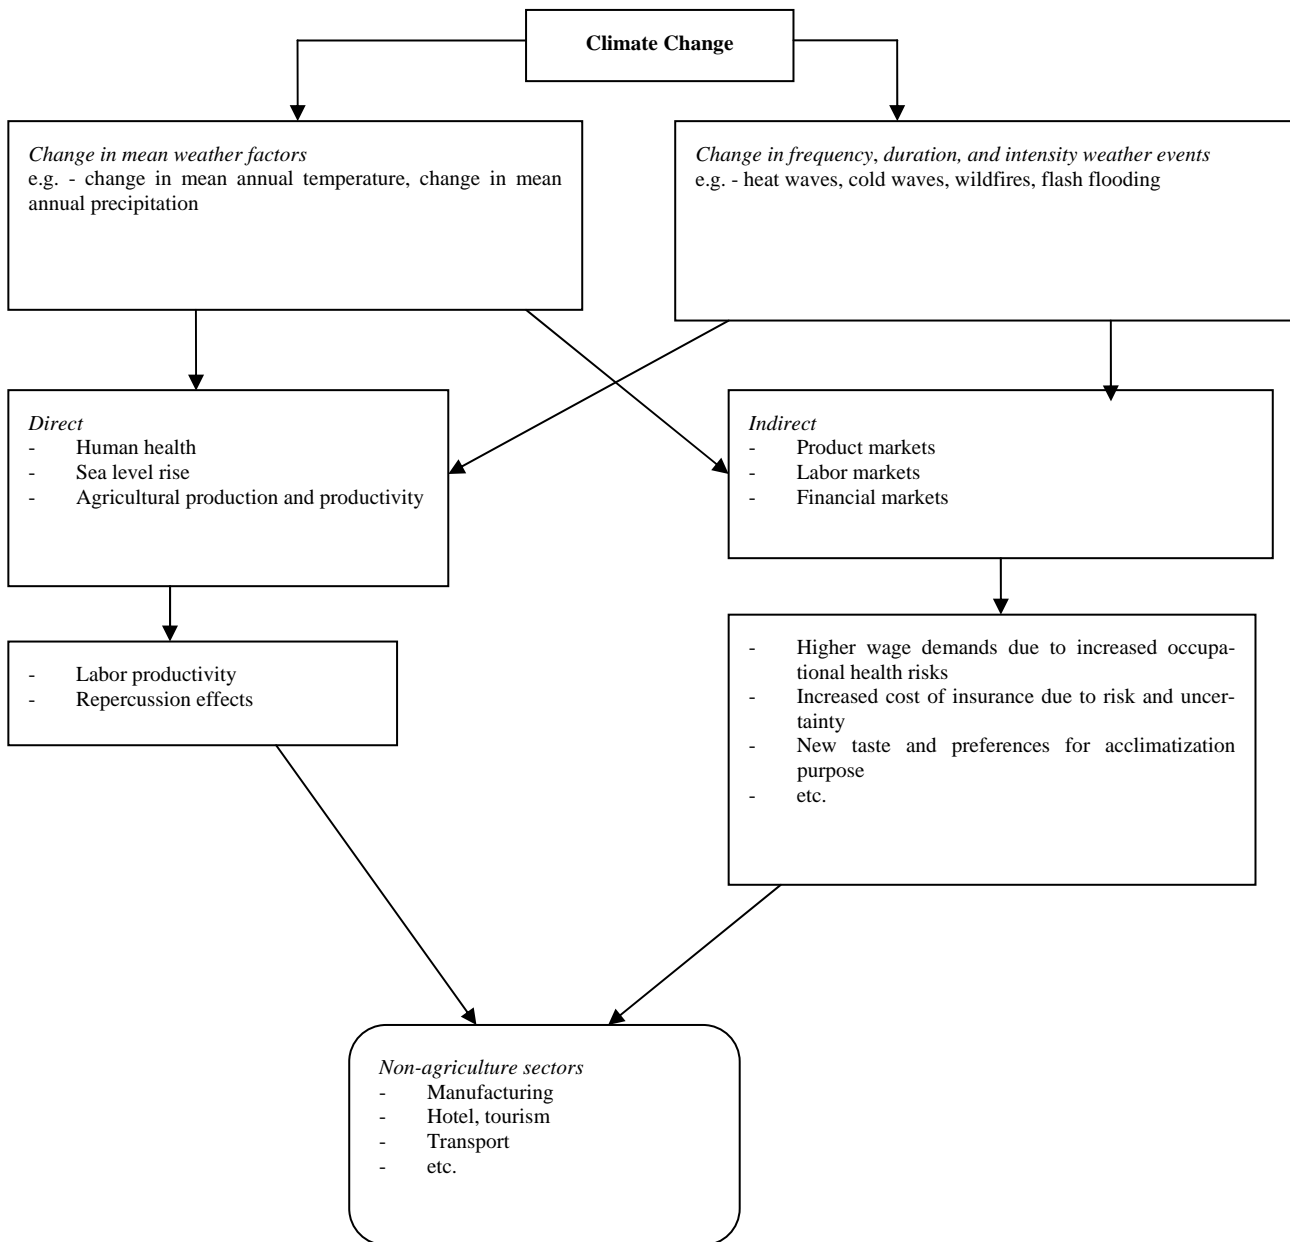 Climate Change
Change in mean weather factors
e.g. - change in mean annual temperature, change in mean
annual precipitation
Change in frequency, duration, and intensity weather events
e.g. - heat waves, cold waves, wildfires, flash flooding
Direct
- Human health
- Sea level rise
- Agricultural production and productivity
Indirect
- Product markets
- Labor markets
- Financial markets
- Labor productivity
- Repercussion effects
- Higher wage demands due to increased occupa-
tional health risks
- Increased cost of insurance due to risk and uncer-
tainty
- New taste and preferences for acclimatization
purpose
- etc.
Non-agriculture sectors
- Manufacturing
- Hotel, tourism
- Transport
- etc.